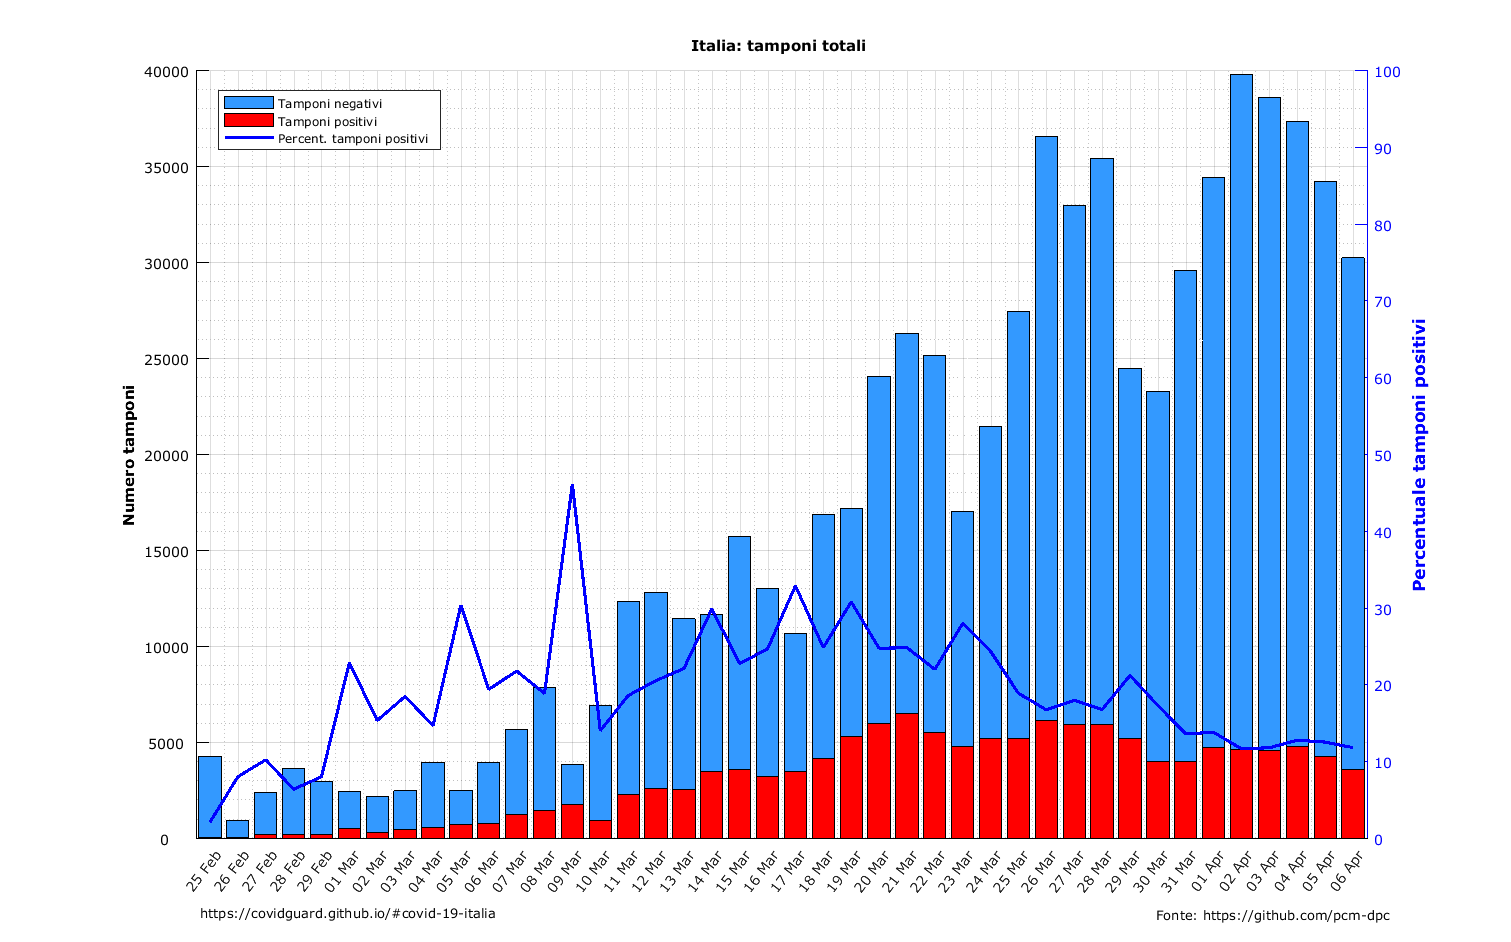 Italia: tamponi totali
Tamponi negativi
Tamponi positivi
Percent. tamponi positivi
Numero tamponi
40000
35000
30000
25000
20000
15000
10000
5000
0
Percentuale tamponi positivi
100
90
80
70
60
50
40
30
20
10
0
25 Feb
26 Feb
27 Feb
28 Feb
29 Feb
01 Mar
02 Mar
03 Mar
04 Mar
05 Mar
06 Mar
07 Mar
08 Mar
09 Mar
10 Mar
11 Mar
12 Mar
13 Mar
14 Mar
15 Mar
16 Mar
17 Mar
18 Mar
19 Mar
20 Mar
21 Mar
22 Mar
23 Mar
24 Mar
25 Mar
26 Mar
27 Mar
28 Mar
29 Mar
30 Mar
31 Mar
01 Apr
02 Apr
03 Apr
04 Apr
05 Apr
06 Apr
https://covidguard.github.io/#covid-19-italia
Fonte: https://github.com/pcm-dpc